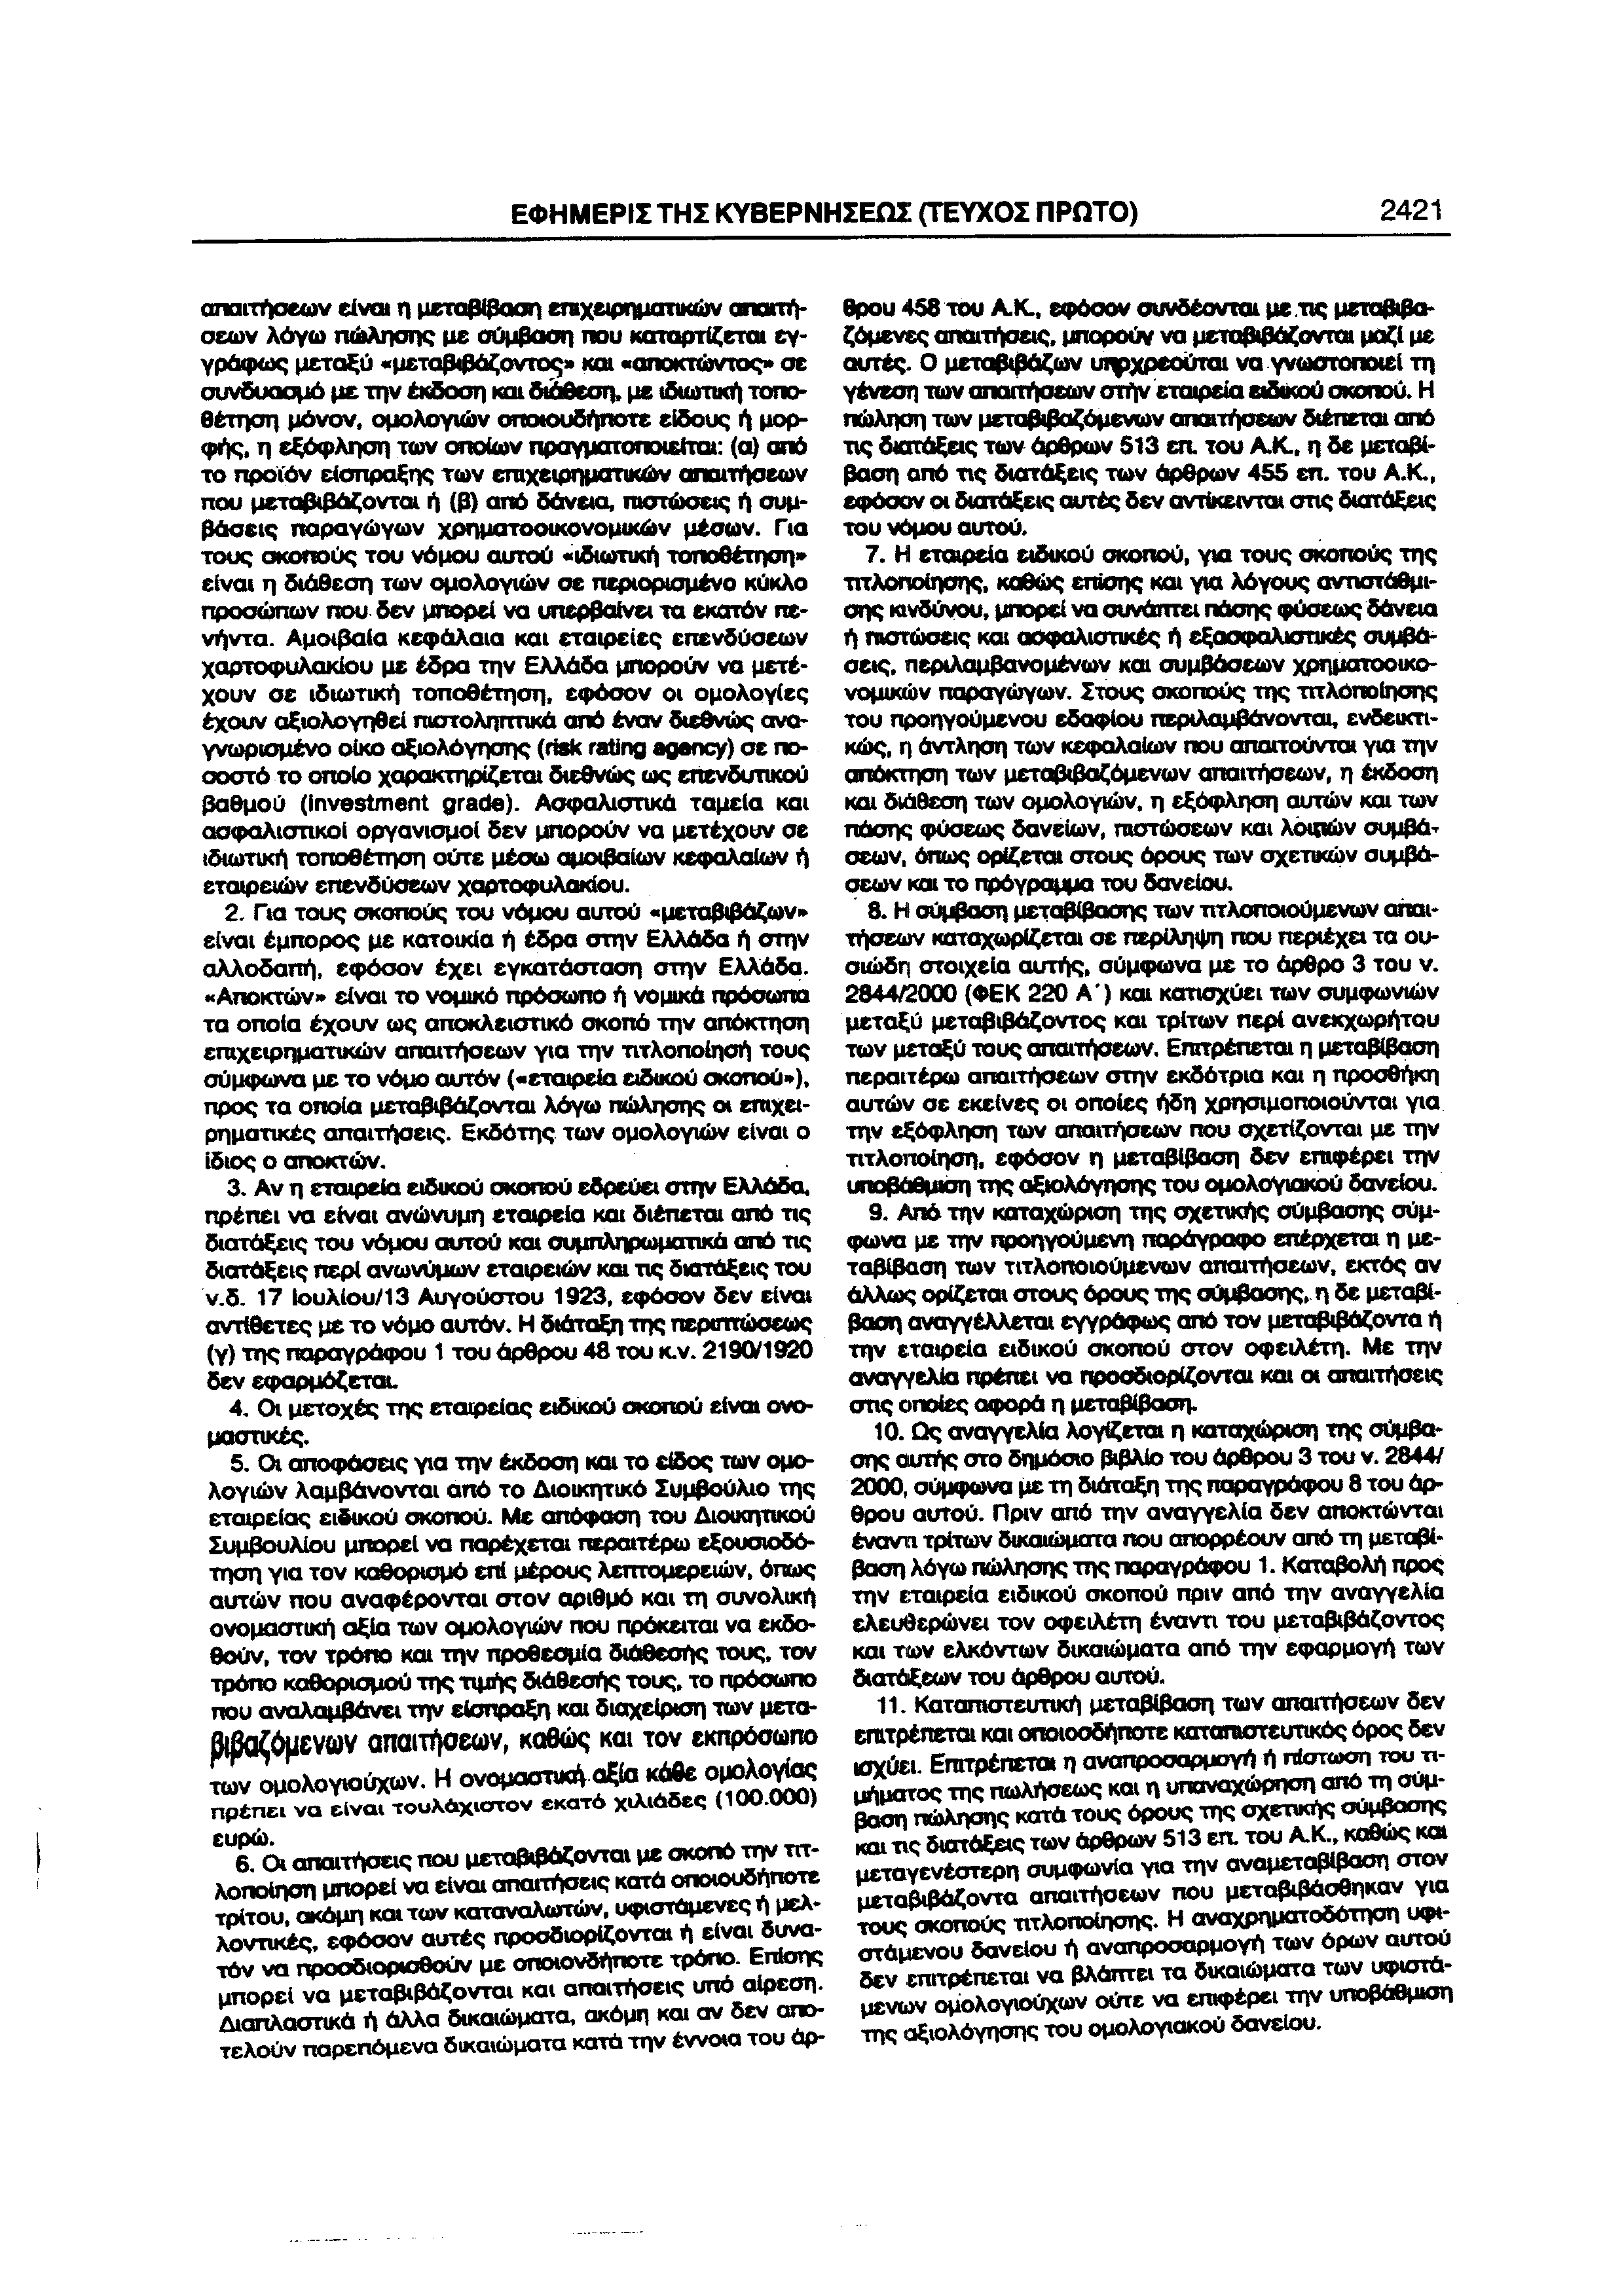 ΕΦΗΜΕΡΙΣ ΤΗΣ ΚΥΒΕΡΝΗΣΕΩΣ (ΤΕΥΧΟΣ ΠΡΩΤΟ)
2421
απαιτήσεων είναι η μεταβίβαση επιχειρηματικών απαιτή-
σεων λόγω πώλησης με σύμβαση που καταρτίζεται εγ-
γράφως μεταξύ «μεταβιβάζοντος» και «αποκτώντος» σε
συνδυασμό με την έκδοση και διάθεση, με ιδιωτική τοπο-
θέτηση μόνον, ομολογιών οποιουδήποτε είδους ή μορ-
φής, η εξόφληση των οποίων πραγματοποιείται: (α) από
το προϊόν είσπραξης των επιχειρηματικών απαιτήσεων
που μεταβιβάζονται ή (β) από δάνεια, πιστώσεις ή συμ-
βάσεις παραγώγων χρηματοοικονομικών μέσων. Για
τους σκοπούς του νόμου αυτού «ιδιωτική τοποθέτηση»
είναι η διάθεση των ομολογιών σε περιορισμένο κύκλο
προσώπων που δεν μπορεί να υπερβαίνει τα εκατόν πε-
νήντα. Αμοιβαία κεφάλαια και εταιρείες επενδύσεων
χαρτοφυλακίου με έδρα την Ελλάδα μπορούν να μετέ-
χουν σε ιδιωτική τοποθέτηση, εφόσον οι ομολογίες
έχουν αξιολογηθεί πιστοληπτικά από έναν διεθνώς ανα-
γνωρισμένο οίκο αξιολόγησης (risk rating agency) σε πο-
σοστό το οποίο χαρακτηρίζεται διεθνώς ως επενδυτικού
βαθμού (investment grade). Ασφαλιστικά ταμεία και
ασφαλιστικοί οργανισμοί δεν μπορούν να μετέχουν σε
ιδιωτική τοποθέτηση ούτε μέσω αμοιβαίων κεφαλαίων ή
εταιρειών επενδύσεων χαρτοφυλακίου.
2. Για τους σκοπούς του νόμου αυτού «μεταβιβάζων»
είναι έμπορος με κατοικία ή έδρα στην Ελλάδα ή στην
αλλοδαπή, εφόσον έχει εγκατάσταση στην Ελλάδα.
«Αποκτών» είναι το νομικό πρόσωπο ή νομικά πρόσωπα
τα οποία έχουν ως αποκλειστικό σκοπό την απόκτηση
επιχειρηματικών απαιτήσεων για την τιτλοποίησή τους
σύμφωνα με το νόμο αυτόν («εταιρεία ειδικού σκοπού»),
προς τα οποία μεταβιβάζονται λόγω πώλησης οι επιχει-
ρηματικές απαιτήσεις. Εκδότης των ομολογιών είναι ο
ίδιος ο αποκτών.
3. Αν η εταιρεία ειδικού σκοπού εδρεύει στην Ελλάδα,
πρέπει να είναι ανώνυμη εταιρεία και διέπεται από τις
διατάξεις του νόμου αυτού και συμπληρωματικά από τις
διατάξεις περί ανωνύμων εταιρειών και τις διατάξεις του
ν.δ. 17 Ιουλίου/13 Αυγούστου 1923, εφόσον δεν είναι
αντίθετες με το νόμο αυτόν. Η διάταξη της περιπτώσεως
(γ) της παραγράφου 1 του άρθρου 48 του κ.ν. 2190/1920
δεν εφαρμόζεται.
4. Οι μετοχές της εταιρείας ειδικού σκοπού είναι ονο-
μαστικές.
5. Οι αποφάσεις για την έκδοση και το είδος των ομο-
λογιών λαμβάνονται από το Διοικητικό Συμβούλιο της
εταιρείας ειδικού σκοπού. Με απόφαση του Διοικητικού
Συμβουλίου μπορεί να παρέχεται περαιτέρω εξουσιοδό-
τηση για τον καθορισμό επί μέρους λεπτομερειών, όπως
αυτών που αναφέρονται στον αριθμό και τη συνολική
ονομαστική αξία των ομολογιών που πρόκειται να εκδο-
θούν, τον τρόπο και την προθεσμία διάθεσής τους, τον
τρόπο καθορισμού της τιμής διάθεσής τους, το πρόσωπο
που αναλαμβάνει την είσπραξη και διαχείριση των μετα-
βιβαζόμενων απαιτήσεων, καθώς και τον εκπρόσωπο
των ομολογιούχων. Η ονομαστική αξία κάθε ομολογίας
πρέπει να είναι τουλάχιστον εκατό χιλιάδες (100.000)
ευρώ.
6. Οι απαιτήσεις που μεταβιβάζονται με σκοπό την τιτ-
λοποίηση μπορεί να είναι απαιτήσεις κατά οποιουδήποτε
τρίτου, ακόμη και των καταναλωτών, υφιστάμενες ή μελ-
λοντικές, εφόσον αυτές προσδιορίζονται ή είναι δυνα-
τόν να προσδιορισθούν με οποιονδήποτε τρόπο. Επίσης
μπορεί να μεταβιβάζονται και απαιτήσεις υπό αίρεση.
Διαπλαστικά ή άλλα δικαιώματα, ακόμη και αν δεν απο-
τελούν παρεπόμενα δικαιώματα κατά την έννοια του άρ-
θρου 458 του Α.Κ., εφόσον συνδέονται με τις μεταβιβα-
ζόμενες απαιτήσεις, μπορούν να μεταβιβάζονται μαζί με
αυτές. Ο μεταβιβάζων υποχρεούται να γνωστοποιεί τη
γένεση των απαιτήσεων στήν εταιρεία ειδικού σκοπού. Η
πώληση των μεταβιβαζόμενων απαιτήσεων διέπεται από
τις διατάξεις των άρθρων 513 επ. του Α.Κ., η δε μεταβί-
βαση από τις διατάξεις των άρθρων 455 επ. του Α.Κ.,
εφόσον οι διατάξεις αυτές δεν αντίκεινται στις διατάξεις
του νόμου αυτού.
7. Η εταιρεία ειδικού σκοπού, για τους σκοπούς της
τιτλοποίησης, καθώς επίσης και για λόγους αντιστάθμι-
σης κινδύνου, μπορεί να συνάπτει πάσης φύσεως δάνεια
ή πιστώσεις και ασφαλιστικές ή εξασφαλιστικές συμβά-
σεις, περιλαμβανομένων και συμβάσεων χρηματοοικο-
νομικών παραγώγων. Στους σκοπούς της τιτλοποίησης
του προηγούμενου εδαφίου περιλαμβάνονται, ενδεικτι-
κώς, η άντληση των κεφαλαίων που απαιτούνται για την
απόκτηση των μεταβιβαζόμενων απαιτήσεων, η έκδοση
και διάθεση των ομολογιών, η εξόφληση αυτών και των
πάσης φύσεως δανείων, πιστώσεων και λοιπών συμβά-
σεων, όπως ορίζεται στους όρους των σχετικών συμβά-
σεων και το πρόγραμμα του δανείου.
8. Η σύμβαση μεταβίβασης των τιτλοποιούμενων απαι-
τήσεων καταχωρίζεται σε περίληψη που περιέχει τα ου-
σιώδη στοιχεία αυτής, σύμφωνα με το άρθρο 3 του ν.
2844/2000 (ΦΕΚ 220 Α΄) και κατισχύει των συμφωνιών
μεταξύ μεταβιβάζοντος και τρίτων περί ανεκχωρήτου
των μεταξύ τους απαιτήσεων. Επιτρέπεται η μεταβίβαση
περαιτέρω απαιτήσεων στην εκδότρια και η προσθήκη
αυτών σε εκείνες οι οποίες ήδη χρησιμοποιούνται για
την εξόφληση των απαιτήσεων που σχετίζονται με την
τιτλοποίηση, εφόσον η μεταβίβαση δεν επιφέρει την
υποβάθμιση της αξιολόγησης του ομολογιακού δανείου.
9. Από την καταχώριση της σχετικής σύμβασης σύμ-
φωνα με την προηγούμενη παράγραφο επέρχεται η με-
ταβίβαση των τιτλοποιούμενων απαιτήσεων, εκτός αν
άλλως ορίζεται στους όρους της σύμβασης, η δε μεταβί-
βαση αναγγέλλεται εγγράφως από τον μεταβιβάζοντα ή
την εταιρεία ειδικού σκοπού στον οφειλέτη. Με την
αναγγελία πρέπει να προσδιορίζονται και οι απαιτήσεις
στις οποίες αφορά η μεταβίβαση.
10. Ως αναγγελία λογίζεται η καταχώριση της σύμβα-
σης αυτής στο δημόσιο βιβλίο του άρθρου 3 του ν. 2844/
2000, σύμφωνα με τη διάταξη της παραγράφου 8 του άρ-
θρου αυτού. Πριν από την αναγγελία δεν αποκτώνται
έναντι τρίτων δικαιώματα που απορρέουν από τη μεταβί-
βαση λόγω πώλησης της παραγράφου 1. Καταβολή προς
την εταιρεία ειδικού σκοπού πριν από την αναγγελία
ελευθερώνει τον οφειλέτη έναντι του μεταβιβάζοντος
και των ελκόντων δικαιώματα από την εφαρμογή των
διατάξεων του άρθρου αυτού.
11. Καταπιστευτική μεταβίβαση των απαιτήσεων δεν
επιτρέπεται και οποιοσδήποτε καταπιστευτικός όρος δεν
ισχύει. Επιτρέπεται η αναπροσαρμογή ή πίστωση του τι-
μήματος της πωλήσεως και η υπαναχώρηση από τη σύμ-
βαση πώλησης κατά τους όρους της σχετικής σύμβασης
και τις διατάξεις των άρθρων 513 επ. του Α.Κ., καθώς και
μεταγενέστερη συμφωνία για την αναμεταβίβαση στον
μεταβιβάζοντα απαιτήσεων που μεταβιβάσθηκαν για
τους σκοπούς τιτλοποίησης. Η αναχρηματοδότηση υφι-
στάμενου δανείου ή αναπροσαρμογή των όρων αυτού
δεν επιτρέπεται να βλάπτει τα δικαιώματα των υφιστά-
μενων ομολογιούχων ούτε να επιφέρει την υποβάθμιση
της αξιολόγησης του ομολογιακού δανείου.